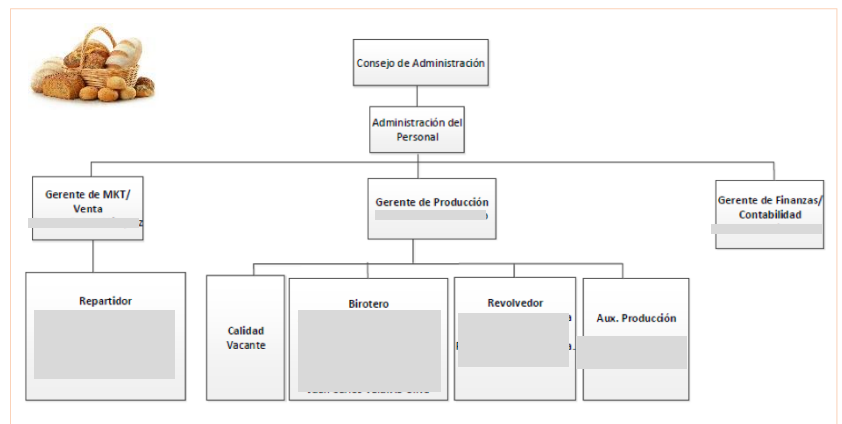 Consejo de Administración
Administración del
Personal
Gerente de MKT/
Venta
Gerente de Producción
Gerente de Finanzas/
Contabilidad
Repartidor
Calidad
Vacante
Birotero
Revolvedor
Aux. Producción